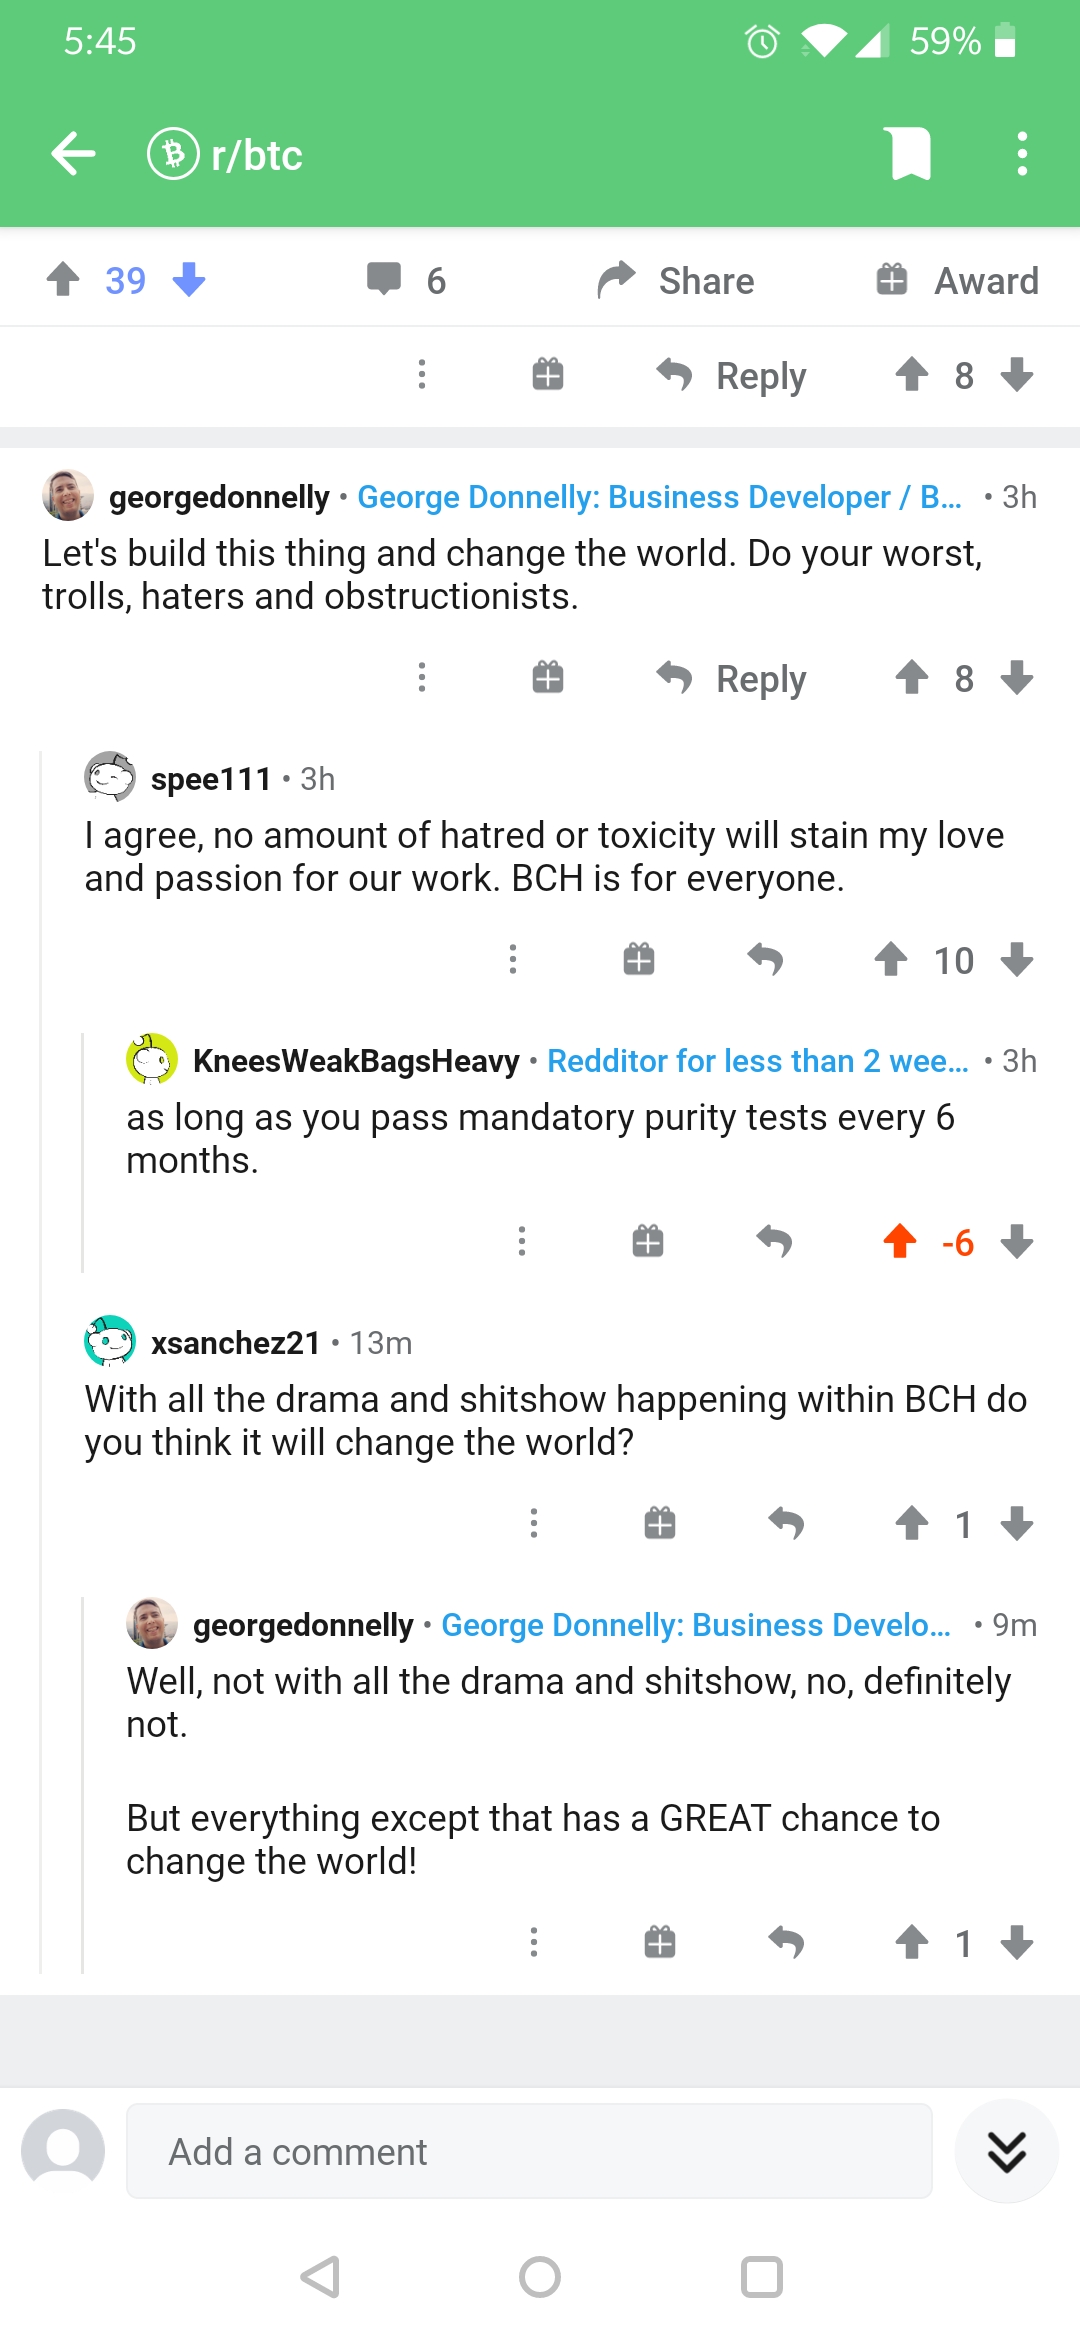 5:45
59%
r/btc
39
6
Share
Award
Reply
8
georgedonnelly • George Donnelly: Business Developer / B... • 3h
Let's build this thing and change the world. Do your worst,
trolls, haters and obstructionists.
Reply
8
spee111 • 3h
I agree, no amount of hatred or toxicity will stain my love
and passion for our work. BCH is for everyone.
10
KneesWeakBagsHeavy • Redditor for less than 2 wee... • 3h
as long as you pass mandatory purity tests every 6
months.
-6
xsanchez21 • 13m
With all the drama and shitshow happening within BCH do
you think it will change the world?
1
georgedonnelly • George Donnelly: Business Develo... • 9m
Well, not with all the drama and shitshow, no, definitely
not.
But everything except that has a GREAT chance to
change the world!
1
Add a comment